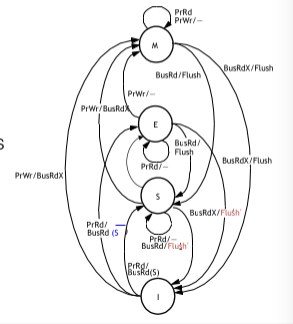 PrRd
PrWr/—
M
BusRdX/Flush
BusRd/Flush
PrWr/—
PrWr/BusRdX
E
BusRd/
Flush
PrRd/—
BusRdX/Flush
S
PrWr/BusRdX
S
BusRdX/Flush'
PrRd/
BusRd (S
PrRd/—
BusRd/Flush'
PrRd/
BusRd(S)
I